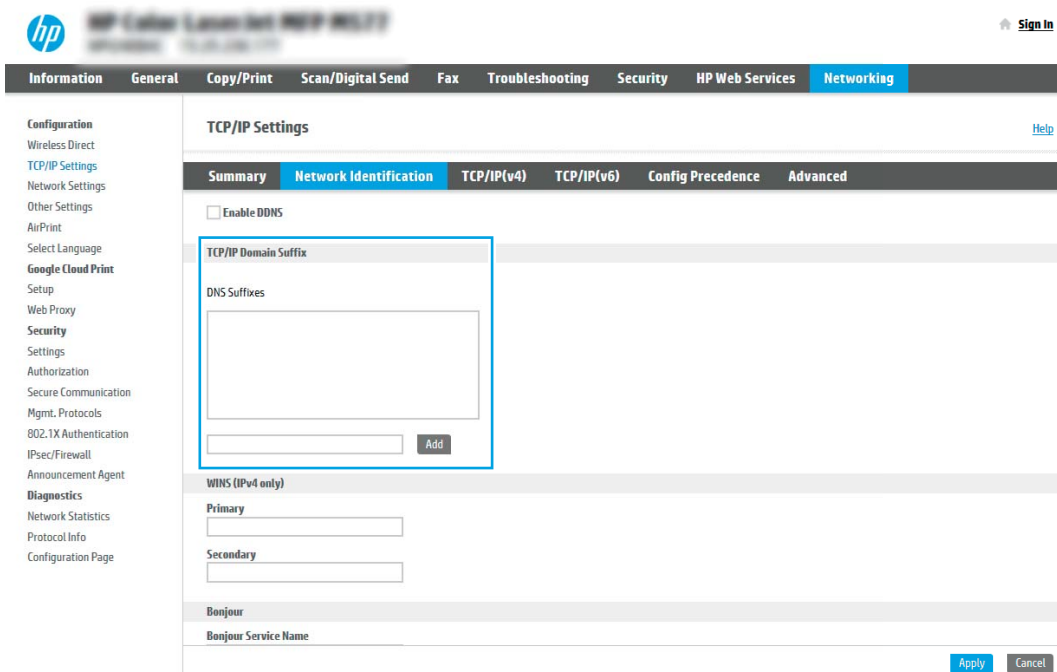 hp
Sign In
Information General Copy/Print Scan/Digital Send Fax Troubleshooting Security HP Web Services Networking
Configuration
Wireless Direct
TCP/IP Settings
Network Settings
Other Settings
AirPrint
Select Language
Google Cloud Print
Setup
Web Proxy
Security
Settings
Authorization
Secure Communication
Mgmt. Protocols
802.1X Authentication
IPsec/Firewall
Announcement Agent
Diagnostics
Network Statistics
Protocol Info
Configuration Page
TCP/IP Settings
Help
Summary Network Identification TCP/IP(v4) TCP/IP(v6) Config Precedence Advanced
Enable DDNS
TCP/IP Domain Suffix
DNS Suffixes
Add
WINS (IPv4 only)
Primary
Secondary
Bonjour
Bonjour Service Name
Apply Cancel